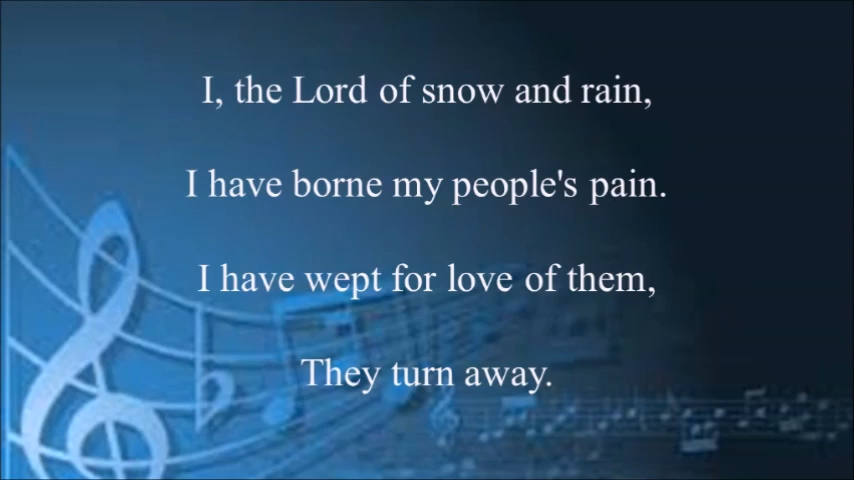 I, the Lord of snow and rain,
I have borne my people's pain.
I have wept for love of them,
They turn away.